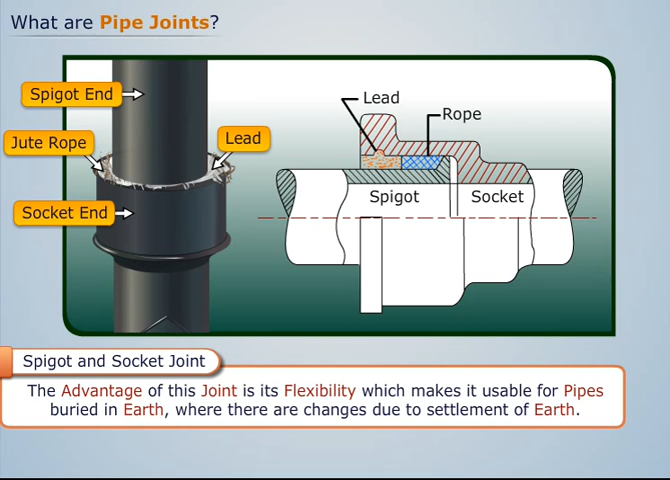 What are Pipe Joints?
Spigot End
Jute Rope
Lead
Socket End
Lead
Rope
Spigot
Socket
Spigot and Socket Joint
The Advantage of this Joint is its Flexibility which makes it usable for Pipes
buried in Earth, where there are changes due to settlement of Earth.